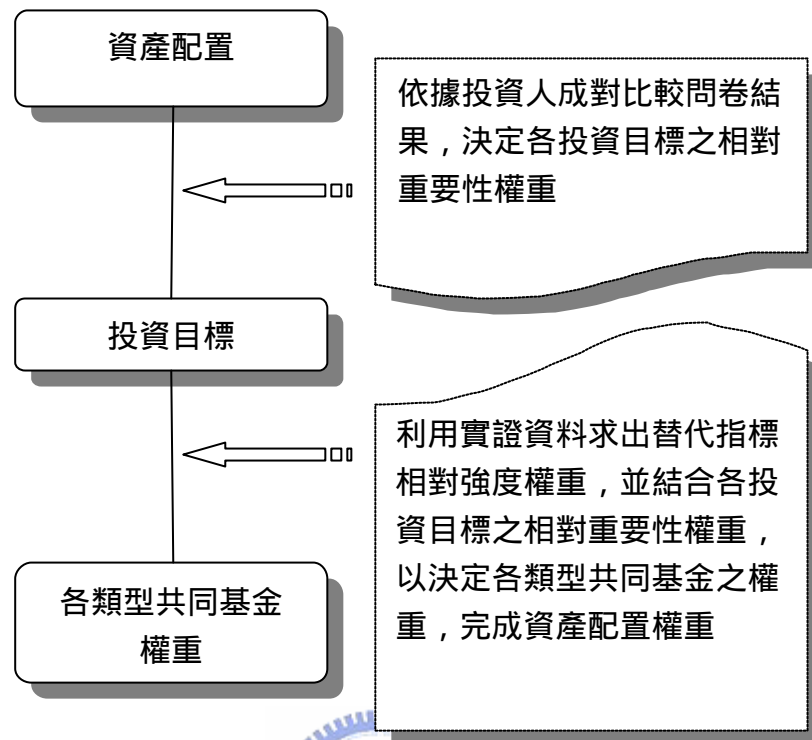 資產配置
依據投資人成對比較問卷結
果，決定各投資目標之相對
重要性權重
投資目標
利用實證資料求出替代指標
相對強度權重，並結合各投
資目標之相對重要性權重，
以決定各類型共同基金之權
重，完成資產配置權重
各類型共同基金
權重